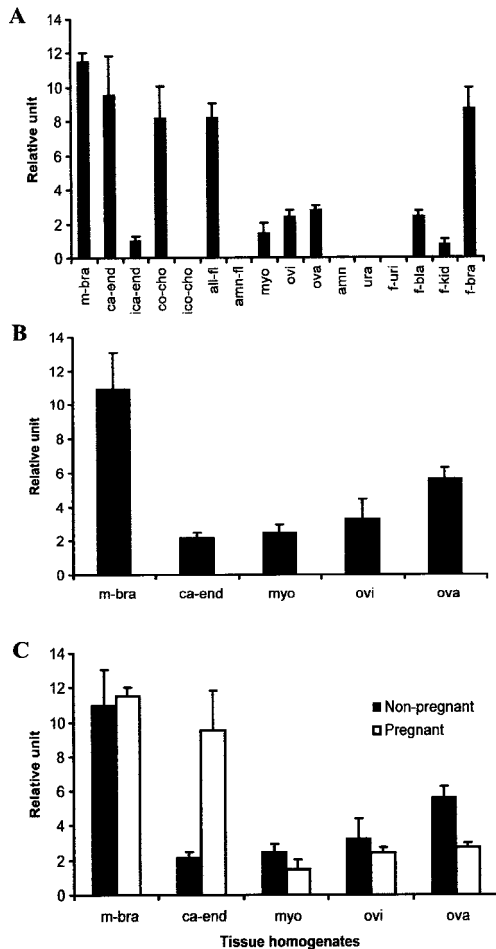 A
Relative unit
14
12
10
8
6
4
2
0
m-bra
ca-end
ica-end
co-cho
ico-cho
all-fl
amn-fl
myo
ovi
ova
amn
ura
f-uri
f-bla
f-kid
f-bra
B
Relative unit
14
12
10
8
6
4
2
0
m-bra ca-end myo ovi ova
C
Relative unit
14
12
10
8
6
4
2
0
Non-pregnant
Pregnant
m-bra ca-end myo ovi ova
Tissue homogenates